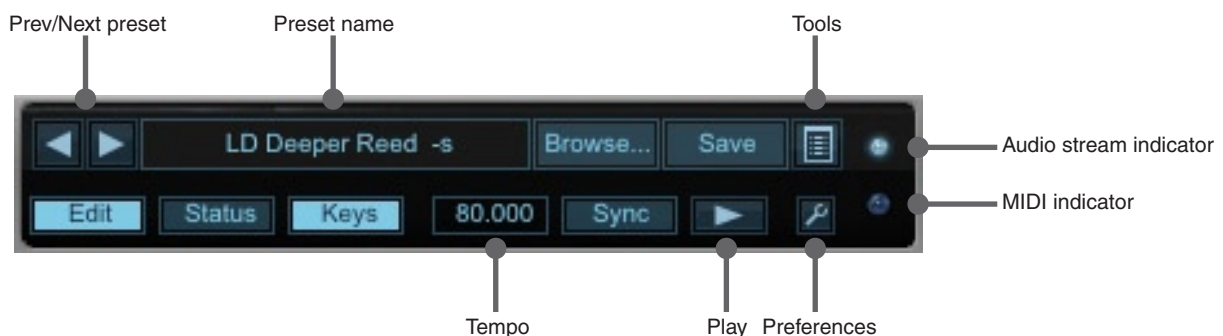 Prev/Next preset Preset name Tools
LD Deeper Reed -s Browse... Save
Audio stream indicator
MIDI indicator
Edit Status Keys 80.000 Sync
Tempo Play Preferences